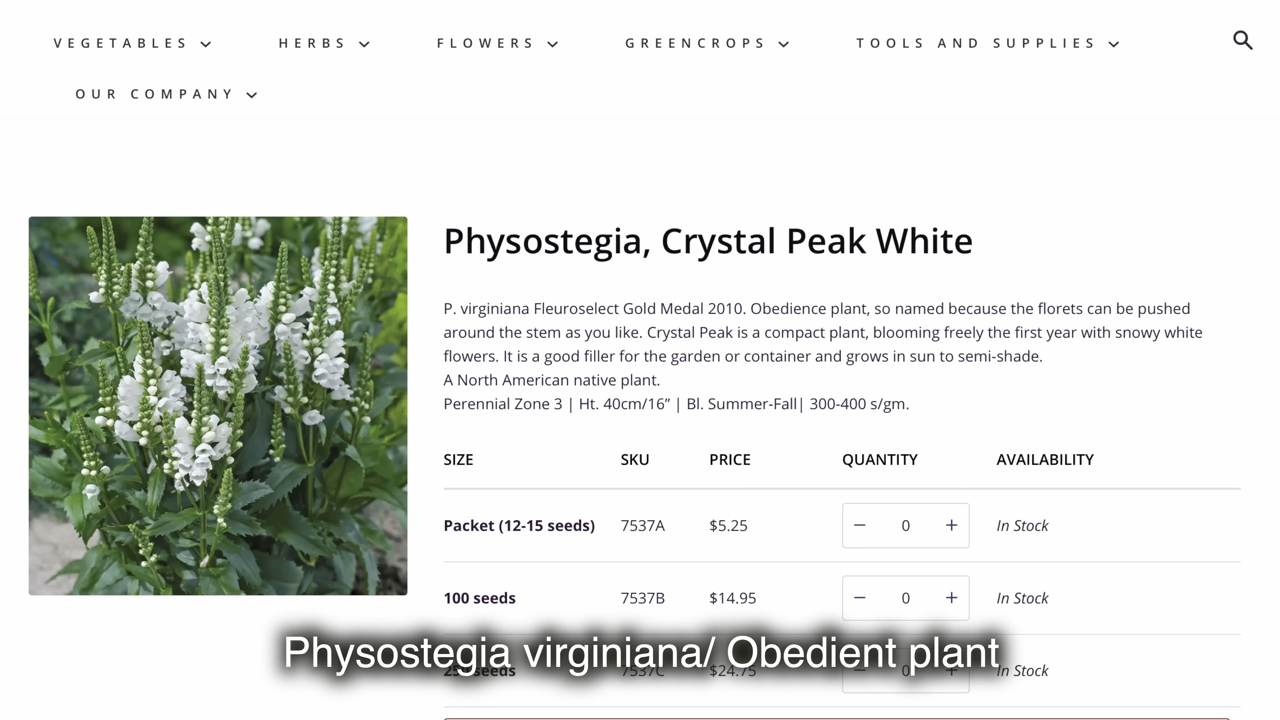 VEGETABLES HERBS FLOWERS GREENCROPS TOOLS AND SUPPLIES
OUR COMPANY
Physostegia, Crystal Peak White
P. virginiana Fleuroselect Gold Medal 2010. Obedience plant, so named because the florets can be pushed
around the stem as you like. Crystal Peak is a compact plant, blooming freely the first year with snowy white
flowers. It is a good filler for the garden or container and grows in sun to semi-shade.
A North American native plant.
Perennial Zone 3 | Ht. 40cm/16” | Bl. Summer-Fall| 300-400 s/gm.
SIZE SKU PRICE QUANTITY AVAILABILITY
Packet (12-15 seeds) 7537A $5.25 − 0 + In Stock
100 seeds 7537B $14.95 − 0 + In Stock
Physostegia virginiana/ Obedient plant
250 seeds 7537C $24.75 − 0 + In Stock